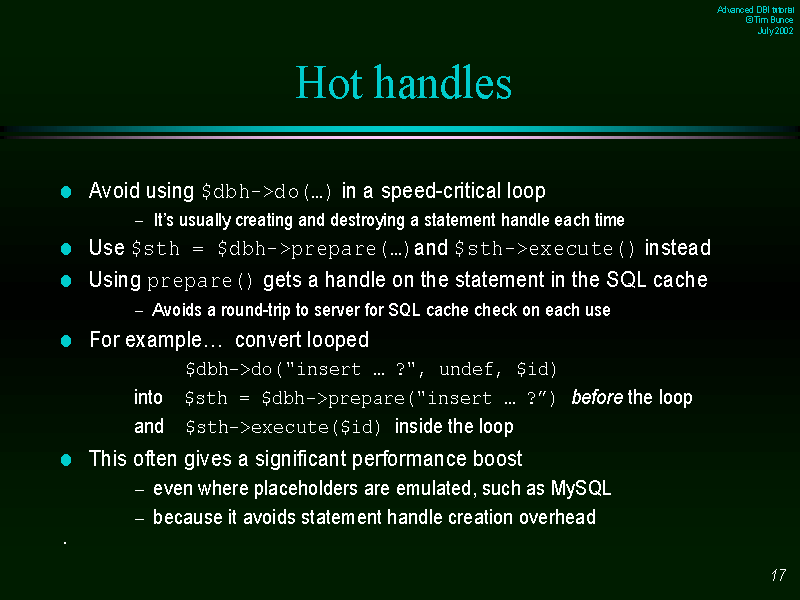 Advanced DBI tutorial
©Tim Bunce
July 2002
Hot handles
● Avoid using $dbh->do(…) in a speed-critical loop
– It’s usually creating and destroying a statement handle each time
● Use $sth = $dbh->prepare(…)and $sth->execute() instead
● Using prepare() gets a handle on the statement in the SQL cache
– Avoids a round-trip to server for SQL cache check on each use
● For example… convert looped
$dbh->do("insert … ?", undef, $id)
into $sth = $dbh->prepare("insert … ?”) before the loop
and $sth->execute($id) inside the loop
● This often gives a significant performance boost
– even where placeholders are emulated, such as MySQL
– because it avoids statement handle creation overhead
.
17